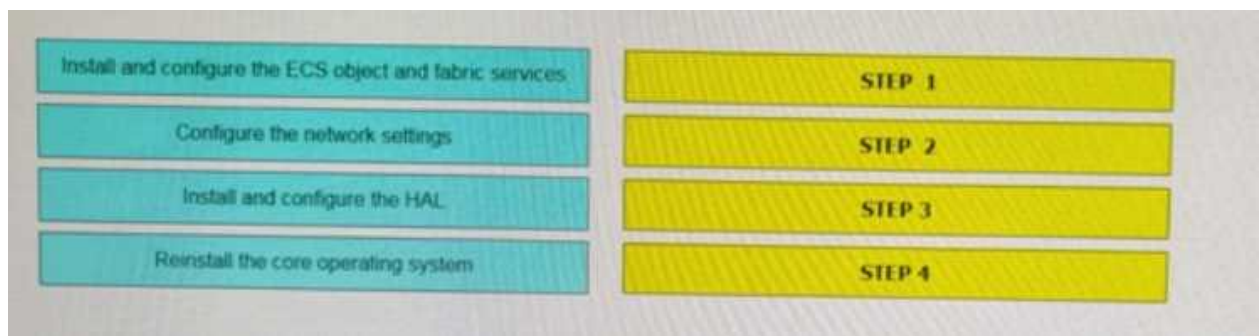 Install and configure the ECS object and fabric services
STEP 1
Configure the network settings
STEP 2
Install and configure the HAL
STEP 3
Reinstall the core operating system
STEP 4